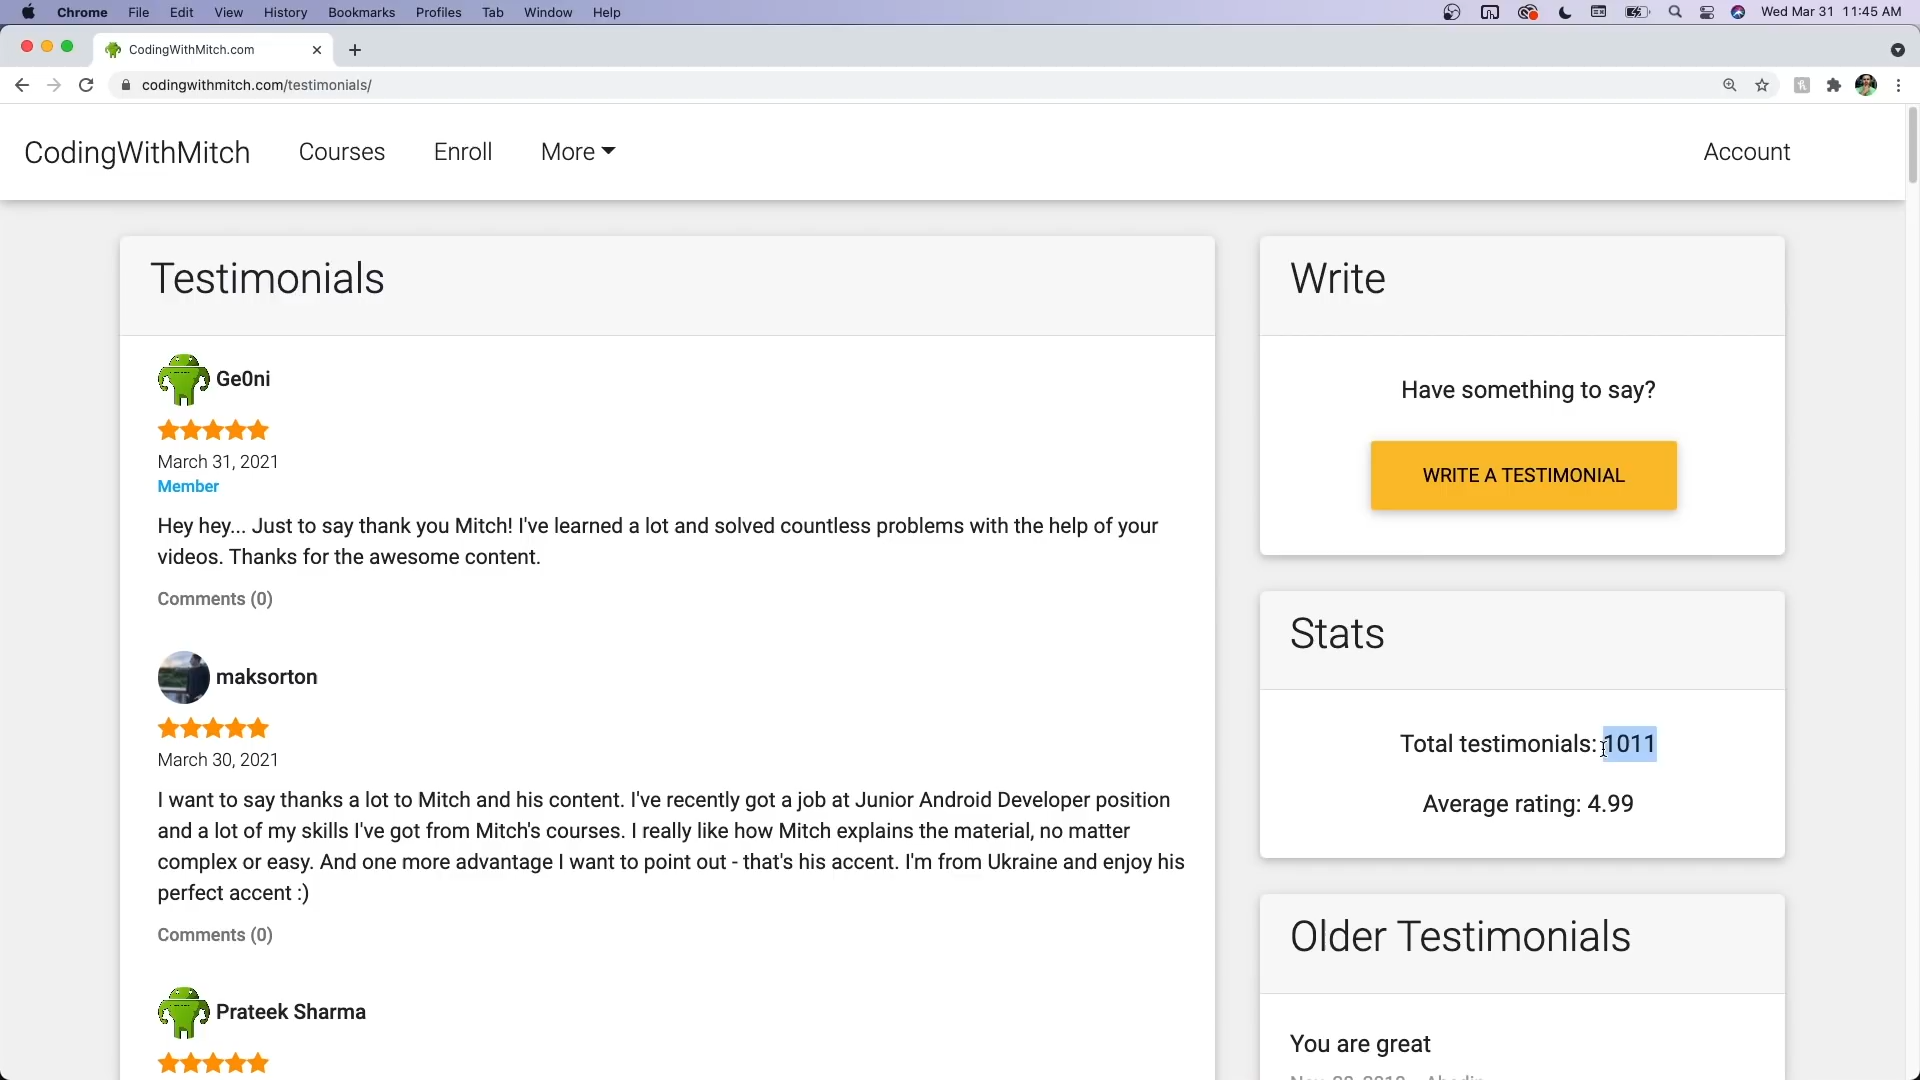 Chrome File Edit View History Bookmarks Profiles Tab Window Help Wed Mar 31 11:45 AM
CodingWithMitch.com
codingwithmitch.com/testimonials/
CodingWithMitch Courses Enroll More Account
Testimonials
Ge0ni
March 31, 2021
Member
Hey hey... Just to say thank you Mitch! I've learned a lot and solved countless problems with the help of your
videos. Thanks for the awesome content.
Comments (0)
maksorton
March 30, 2021
I want to say thanks a lot to Mitch and his content. I've recently got a job at Junior Android Developer position
and a lot of my skills I've got from Mitch's courses. I really like how Mitch explains the material, no matter
complex or easy. And one more advantage I want to point out - that's his accent. I'm from Ukraine and enjoy his
perfect accent :)
Comments (0)
Prateek Sharma
Write
Have something to say?
WRITE A TESTIMONIAL
Stats
Total testimonials: 1011
Average rating: 4.99
Older Testimonials
You are great